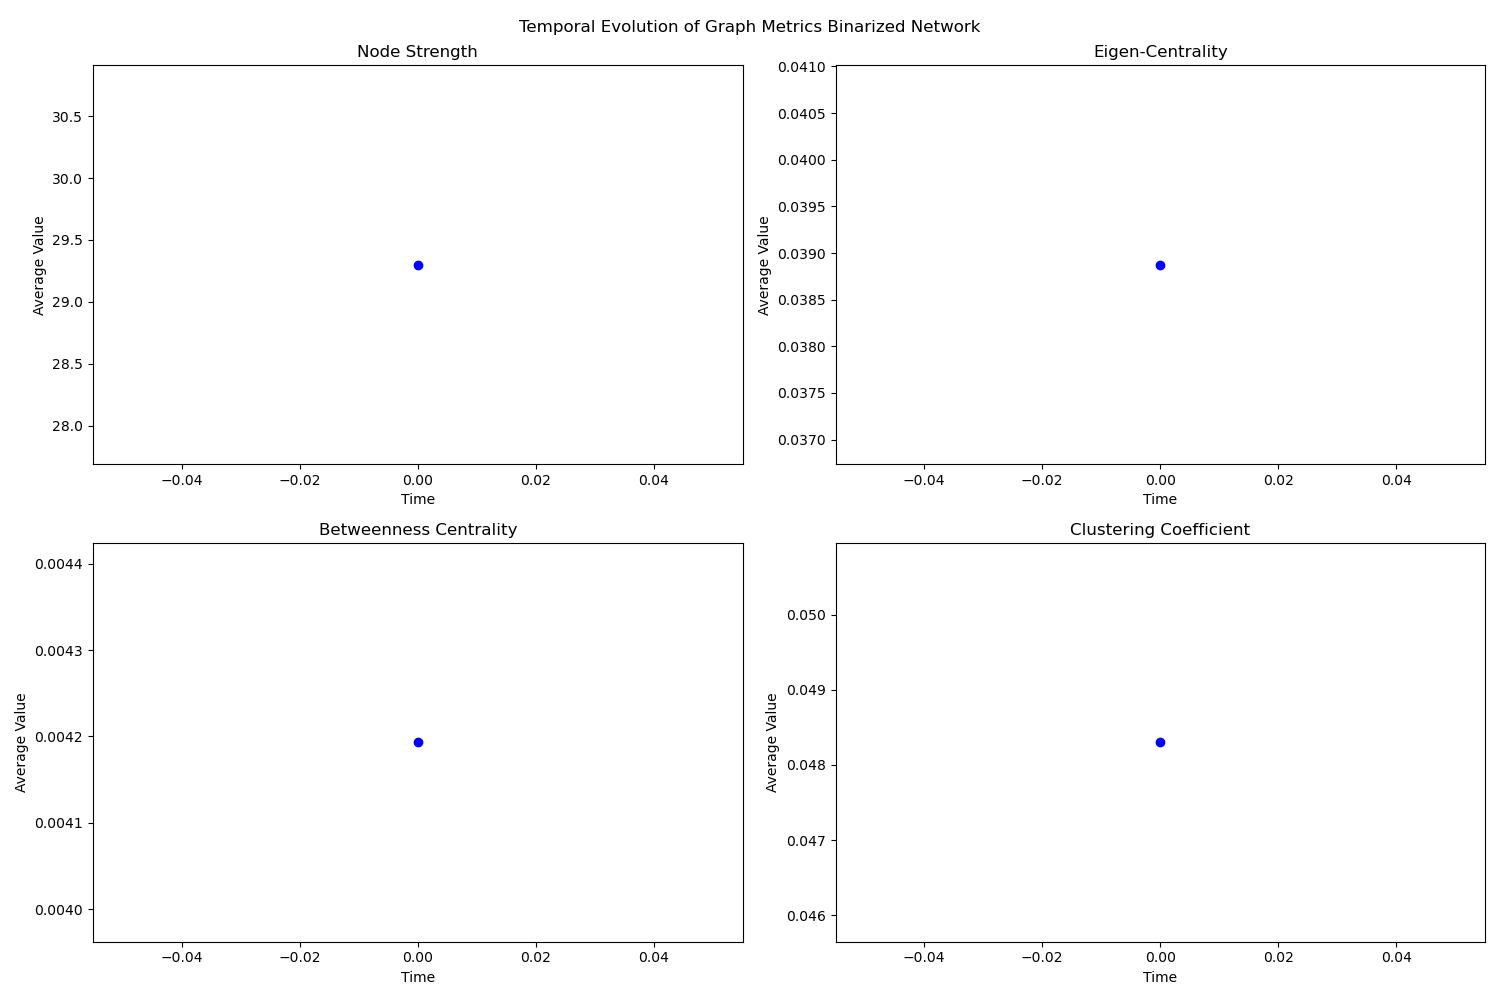 Temporal Evolution of Graph Metrics Binarized Network
Node Strength
30.5
30.0
29.5
29.0
28.5
28.0
Average Value
−0.04 −0.02 0.00 0.02 0.04
Time
Eigen-Centrality
0.0410
0.0405
0.0400
0.0395
0.0390
0.0385
0.0380
0.0375
0.0370
Average Value
−0.04 −0.02 0.00 0.02 0.04
Time
Betweenness Centrality
0.0044
0.0043
0.0042
0.0041
0.0040
Average Value
−0.04 −0.02 0.00 0.02 0.04
Time
Clustering Coefficient
0.050
0.049
0.048
0.047
0.046
Average Value
−0.04 −0.02 0.00 0.02 0.04
Time